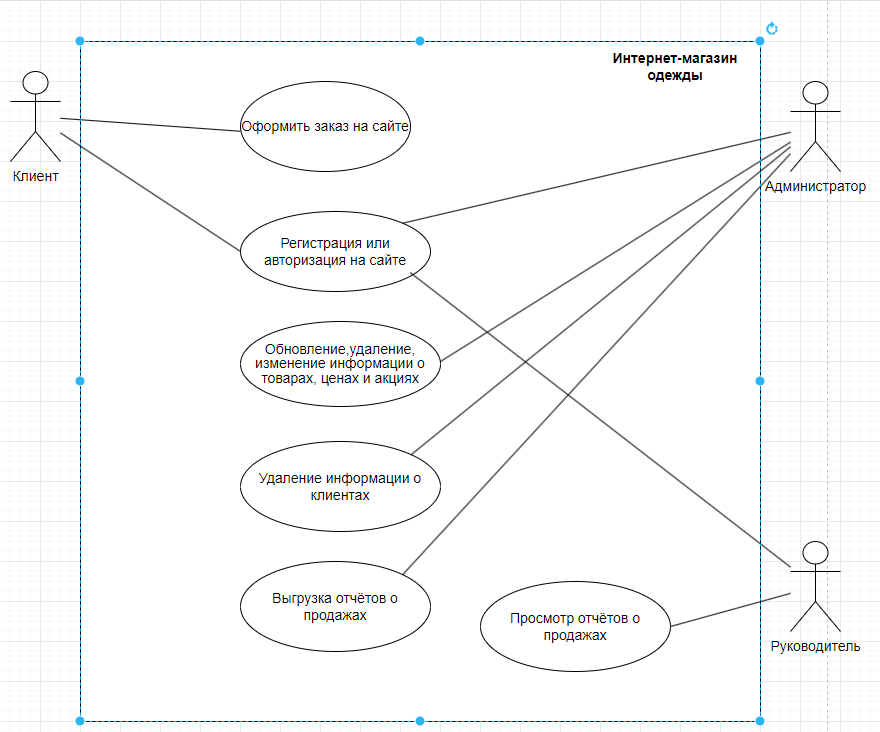 Интернет-магазин
одежды
Клиент
Администратор
Оформить заказ на сайте
Регистрация или
авторизация на сайте
Обновление,удаление,
изменение информации о
товарах, ценах и акциях
Удаление информации о
клиентах
Выгрузка отчётов о
продажах
Просмотр отчётов о
продажах
Руководитель